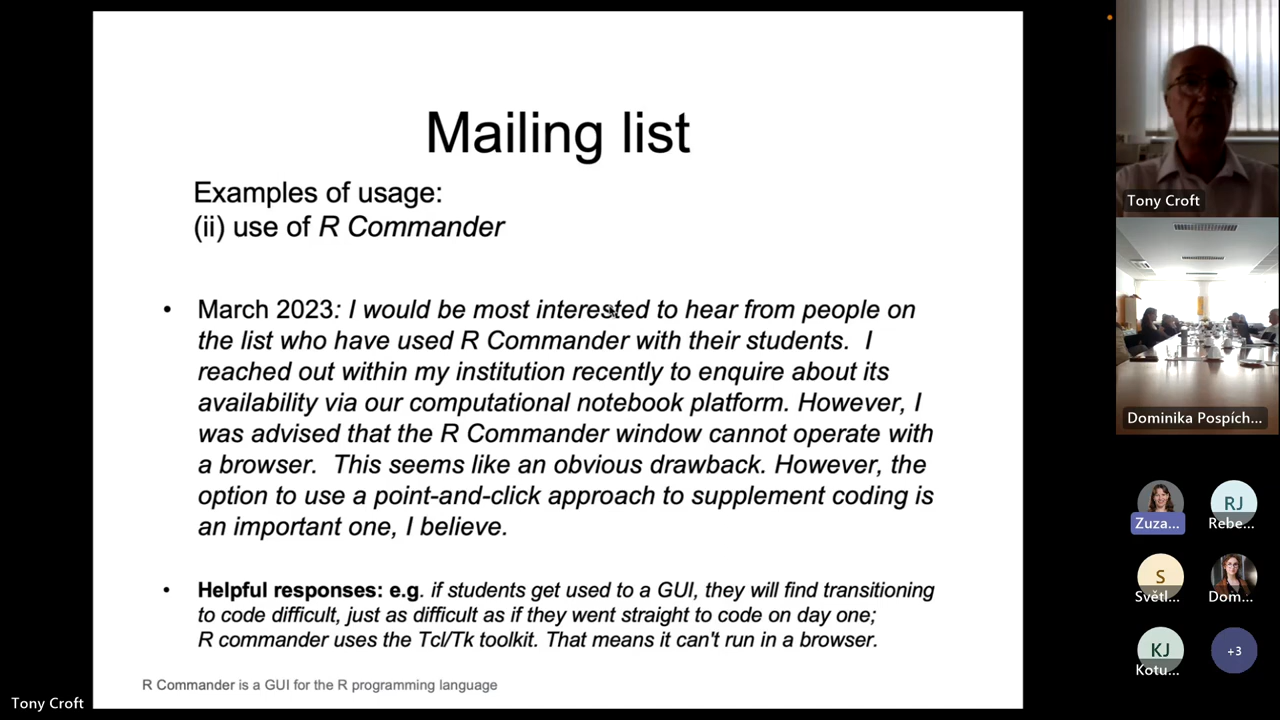 Mailing list
Examples of usage:
(ii) use of R Commander
• March 2023: I would be most interested to hear from people on
the list who have used R Commander with their students.  I
reached out within my institution recently to enquire about its
availability via our computational notebook platform. However, I
was advised that the R Commander window cannot operate with
a browser.  This seems like an obvious drawback. However, the
option to use a point-and-click approach to supplement coding is
an important one, I believe.
• Helpful responses: e.g. if students get used to a GUI, they will find transitioning
to code difficult, just as difficult as if they went straight to code on day one;
R commander uses the Tcl/Tk toolkit. That means it can't run in a browser.
R Commander is a GUI for the R programming language
Tony Croft
Tony Croft
Dominika Pospích...
Zuza...
RJ
Rebe...
S
Světl...
Dom...
KJ
Kotu...
+3